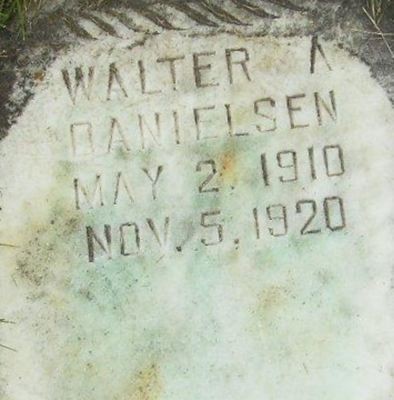 WALTER A
DANIELSEN
MAY 2, 1910
NOV. 5, 1920